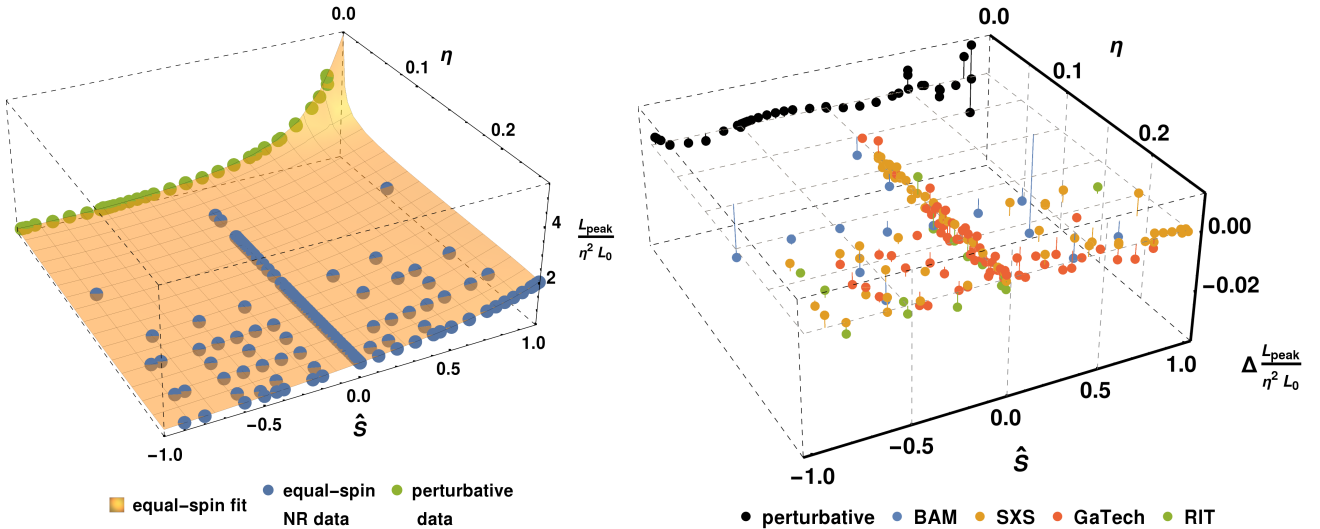 0.0
η
0.1
0.2
4
2
L_peak
η² L₀
1.0
0.5
0.0
−0.5
−1.0
Ŝ
equal−spin fit
equal−spin
NR data
perturbative
data
0.0
η
0.1
0.2
0.00
−0.02
Δ L_peak
η² L₀
1.0
0.5
0.0
−0.5
−1.0
Ŝ
perturbative
BAM
SXS
GaTech
RIT